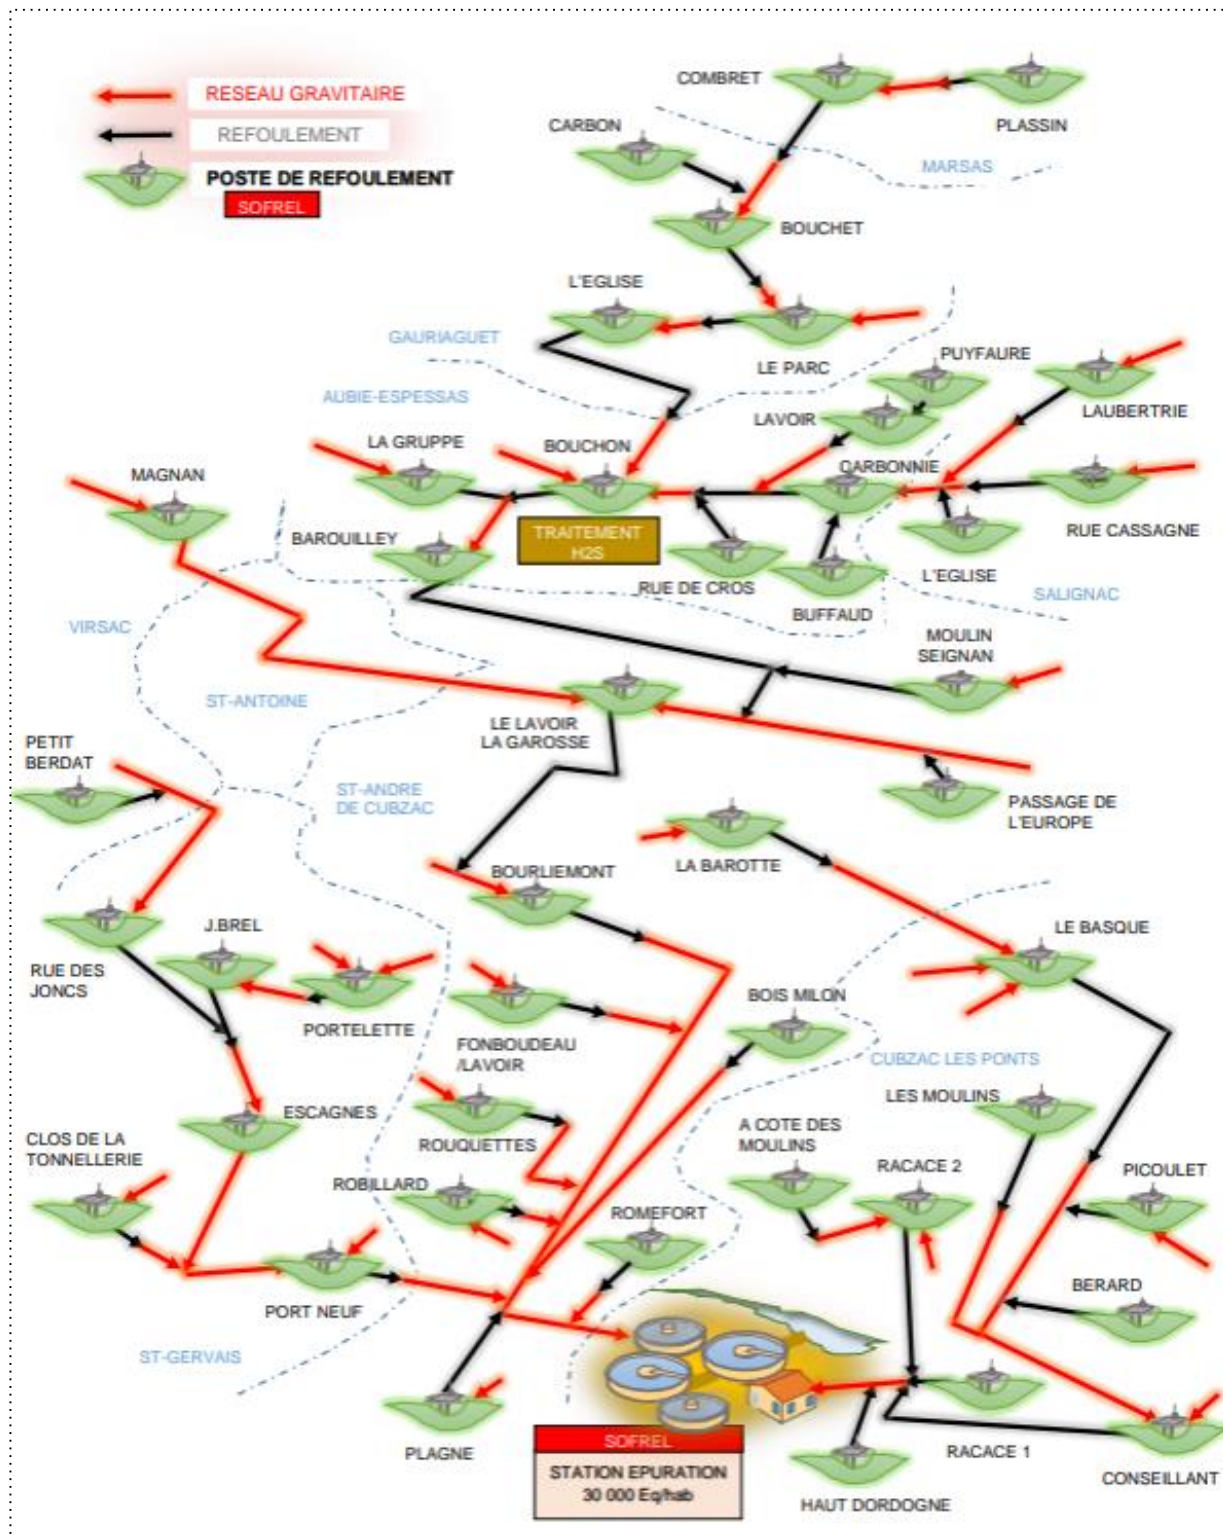 RESEAU GRAVITAIRE
REFOULEMENT
POSTE DE REFOULEMENT
SOFREL
COMBRET
PLASSIN
CARBON
MARSAS
BOUCHET
L'EGLISE
GAURIAGUET
LE PARC
PUYFAURE
AUBIE-ESPESSAS
LAVOIR
LAUBERTRIE
LA GRUPPE
BOUCHON
CARBONNIE
MAGNAN
RUE CASSAGNE
BAROUILLEY
TRAITEMENT
H2S
RUE DE CROS
L'EGLISE
BUFFAUD
SALIGNAC
VIRSAC
MOULIN
SEIGNAN
ST-ANTOINE
LE LAVOIR
LA GAROSSE
PETIT
BERDAT
ST-ANDRE
DE CUBZAC
PASSAGE DE
L'EUROPE
LA BAROTTE
BOURLIEMONT
LE BASQUE
J.BREL
RUE DES
JONCS
BOIS MILON
PORTELETTE
FONBOUDEAU
/LAVOIR
CUBZAC LES PONTS
LES MOULINS
ESCAGNES
CLOS DE LA
TONNELLERIE
ROUQUETTES
A COTE DES
MOULINS
RACACE 2
PICOULET
ROBILLARD
ROMEFORT
BERARD
PORT NEUF
ST-GERVAIS
PLAGNE
RACACE 1
CONSEILLANT
HAUT DORDOGNE
SOFREL
STATION EPURATION
30 000 Eq/hab